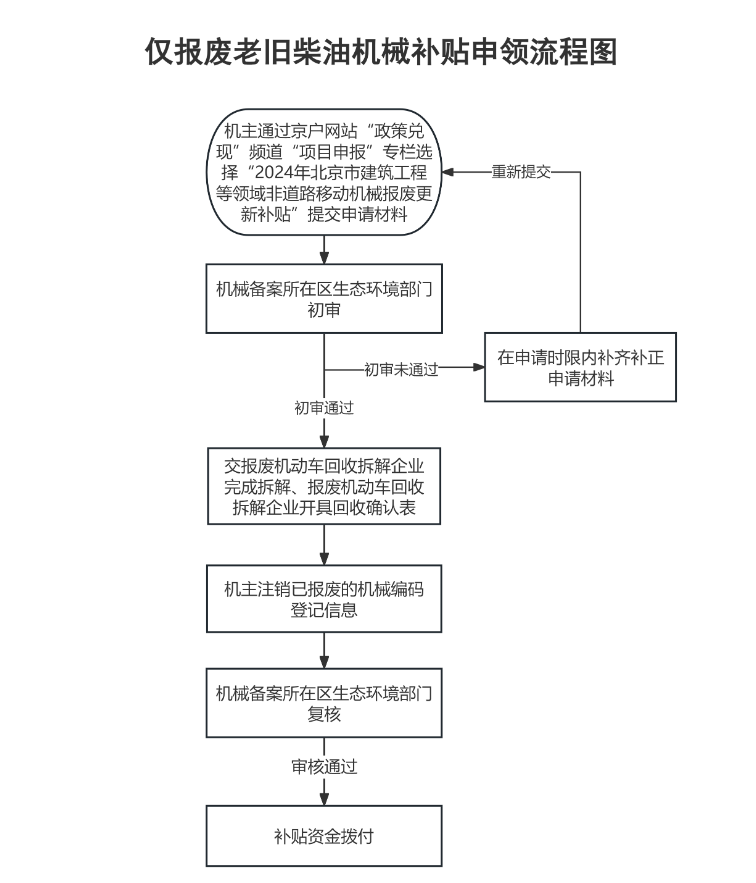 仅报废老旧柴油机械补贴申领流程图
机主通过京户网站“政策兑
现”频道“项目申报”专栏选
择“2024年北京市建筑工程
等领域非道路移动机械报废更
新补贴”提交申请材料
重新提交
机械备案所在区生态环境部门
初审
初审未通过
在申请时限内补齐补正
申请材料
初审通过
交报废机动车回收拆解企业
完成拆解、报废机动车回收
拆解企业开具回收确认表
机主注销已报废的机械编码
登记信息
机械备案所在区生态环境部门
复核
审核通过
补贴资金拨付